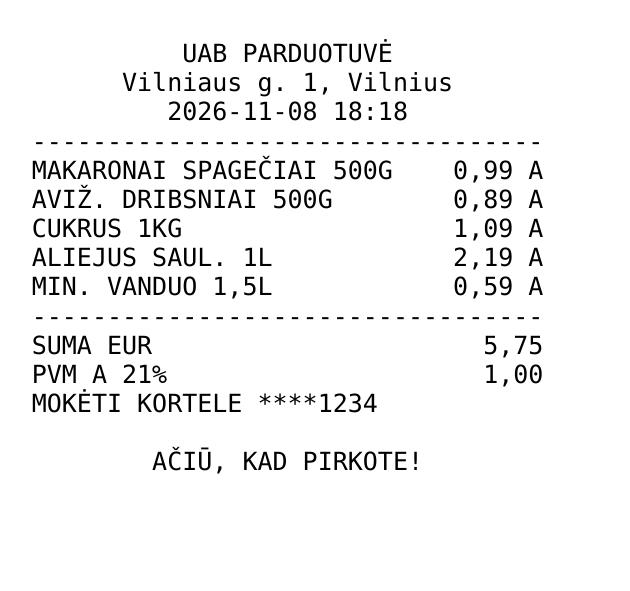 UAB PARDUOTUVĖ
Vilniaus g. 1, Vilnius
2026-11-08 18:18
----------------------------------
MAKARONAI SPAGEČIAI 500G    0,99 A
AVIŽ. DRIBSNIAI 500G        0,89 A
CUKRUS 1KG                  1,09 A
ALIEJUS SAUL. 1L            2,19 A
MIN. VANDUO 1,5L            0,59 A
----------------------------------
SUMA EUR                      5,75
PVM A 21%                     1,00
MOKĖTI KORTELE ****1234
AČIŪ, KAD PIRKOTE!